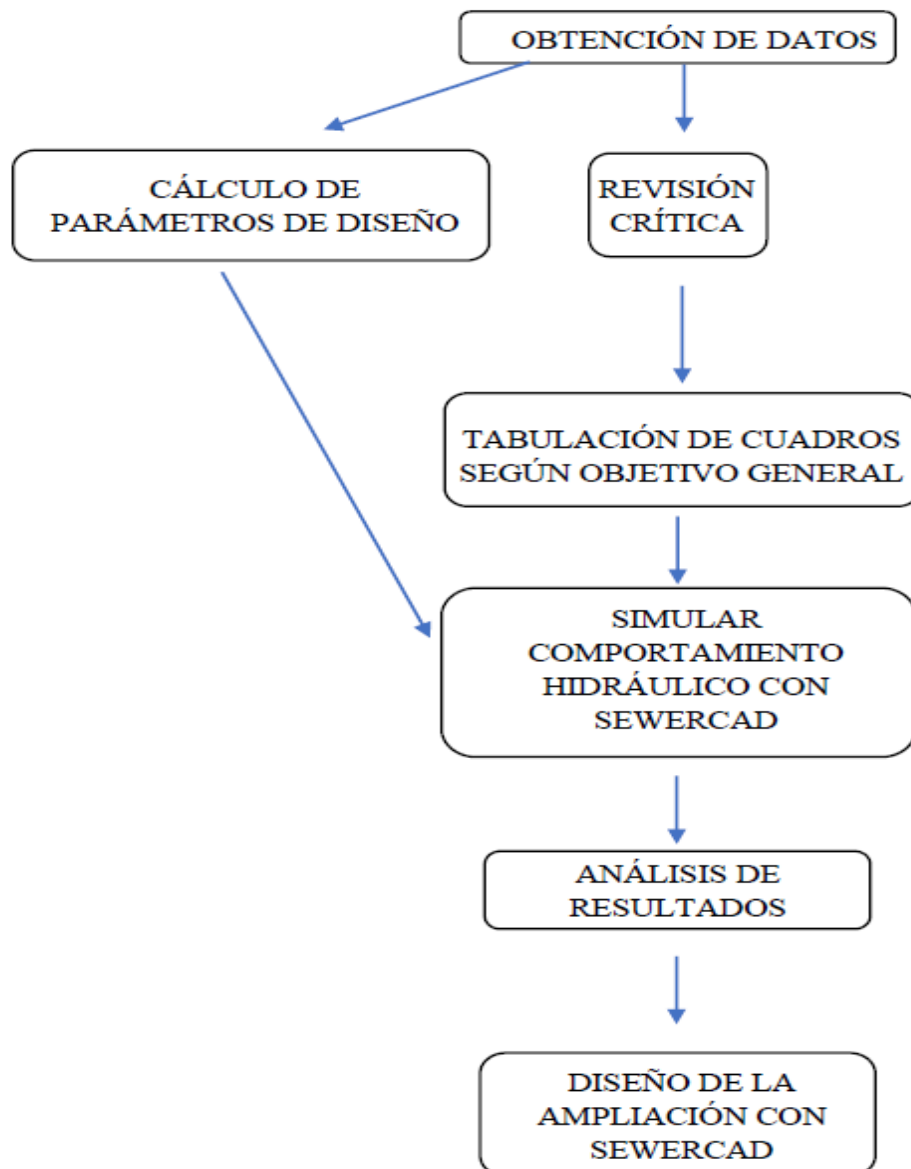 OBTENCIÓN DE DATOS
CÁLCULO DE
PARÁMETROS DE DISEÑO
REVISIÓN
CRÍTICA
TABULACIÓN DE CUADROS
SEGÚN OBJETIVO GENERAL
SIMULAR
COMPORTAMIENTO
HIDRÁULICO CON
SEWERCAD
ANÁLISIS DE
RESULTADOS
DISEÑO DE LA
AMPLIACIÓN CON
SEWERCAD